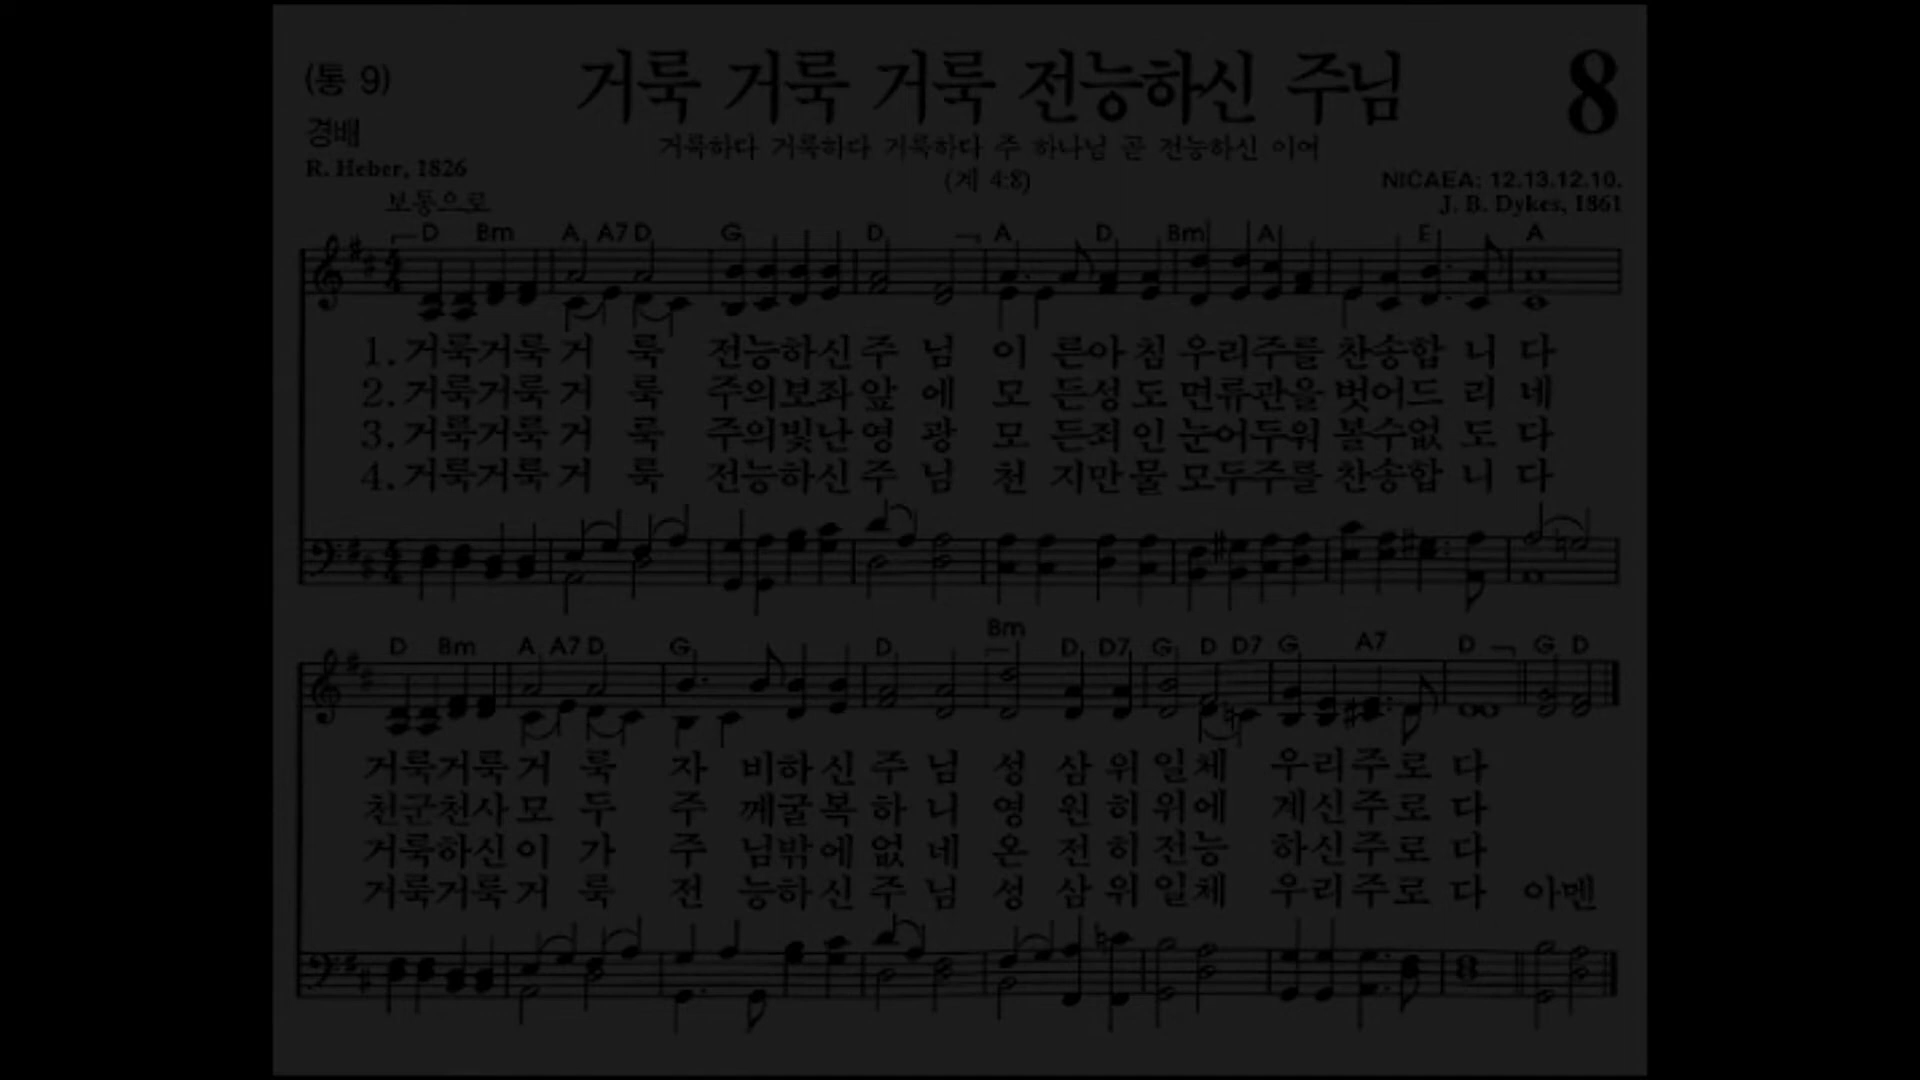 (통 9)
거룩 거룩 거룩 전능하신 주님
8
경배
거룩하다 거룩하다 거룩하다 주 하나님 곧 전능하신 이여
R. Heber, 1826
(계 4:8)
NICAEA: 12.13.12.10.
보통으로
J. B. Dykes, 1861
D Bm A A7 D G D A D Bm A E A
1. 거룩거룩 거 룩 전능하신 주 님 이 른아 침 우리주를 찬송합 니 다
2. 거룩거룩 거 룩 주의보좌 앞 에 모 든성 도 면류관을 벗어드 리 네
3. 거룩거룩 거 룩 주의빛난 영 광 모 든죄 인 눈어두워 볼수없 도 다
4. 거룩거룩 거 룩 전능하신 주 님 천 지만 물 모두주를 찬송합 니 다
D Bm A A7 D G D Bm D D7 G D D7 G A7 D G D
거룩거룩 거 룩 자 비하 신 주 님 성 삼 위 일체 우리주로 다
천군천사 모 두 주 께굴 복 하 니 영 원 히 위에 계신주로 다
거룩하신 이 가 주 님밖 에 없 네 온 전 히 전능 하신주로 다
거룩거룩 거 룩 전 능하 신 주 님 성 삼 위 일체 우리주로 다 아멘